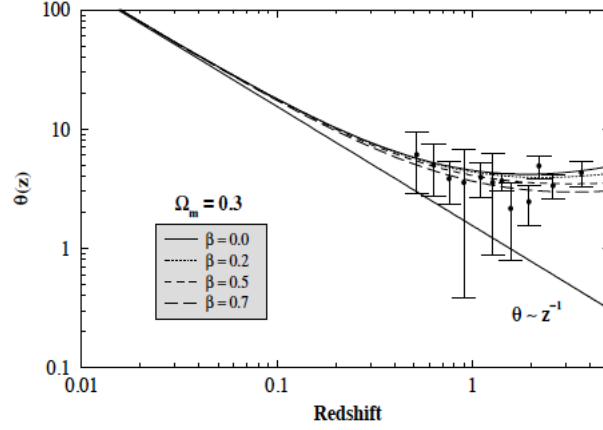 100
10
1
0.1
θ(z)
Ωm = 0.3
β = 0.0
β = 0.2
β = 0.5
β = 0.7
θ ~ z⁻¹
0.01
0.1
1
Redshift